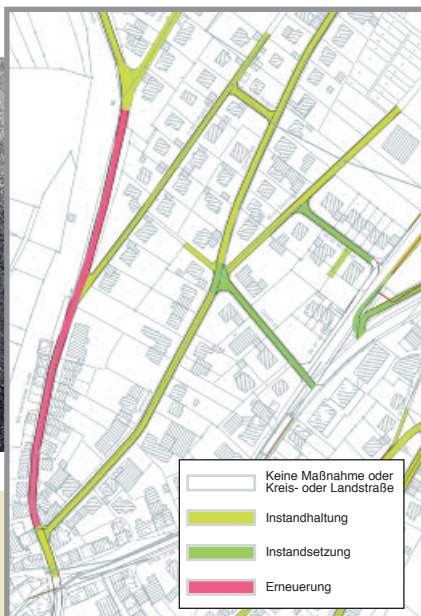 Keine Maßnahme oder
Kreis- oder Landstraße
Instandhaltung
Instandsetzung
Erneuerung